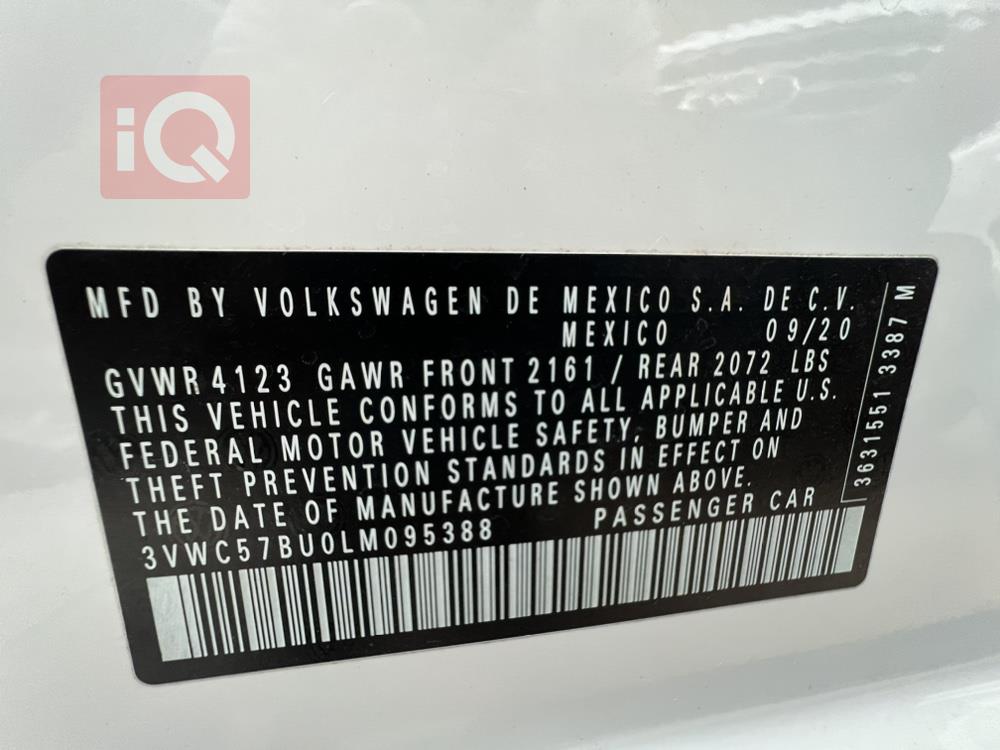 iQ
MFD BY VOLKSWAGEN DE MEXICO S.A. DE C.V.
MEXICO 09/20
GVWR 4123 GAWR FRONT 2161 / REAR 2072 LBS
THIS VEHICLE CONFORMS TO ALL APPLICABLE U.S.
FEDERAL MOTOR VEHICLE SAFETY, BUMPER AND
THEFT PREVENTION STANDARDS IN EFFECT ON
THE DATE OF MANUFACTURE SHOWN ABOVE.
3VWC57BU0LM095388 PASSENGER CAR
3631551 3387 M